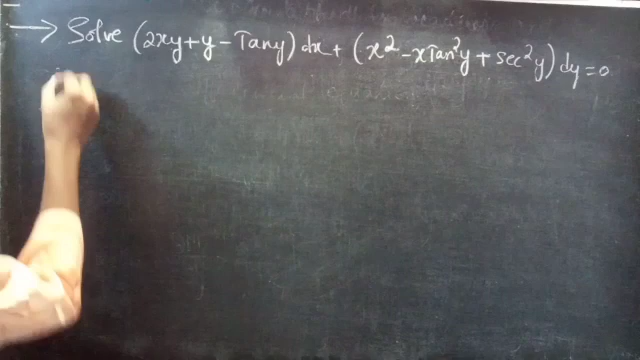 → Solve (2xy+y-Tany)dx+(x²-xTan²y+sec²y)dy=0